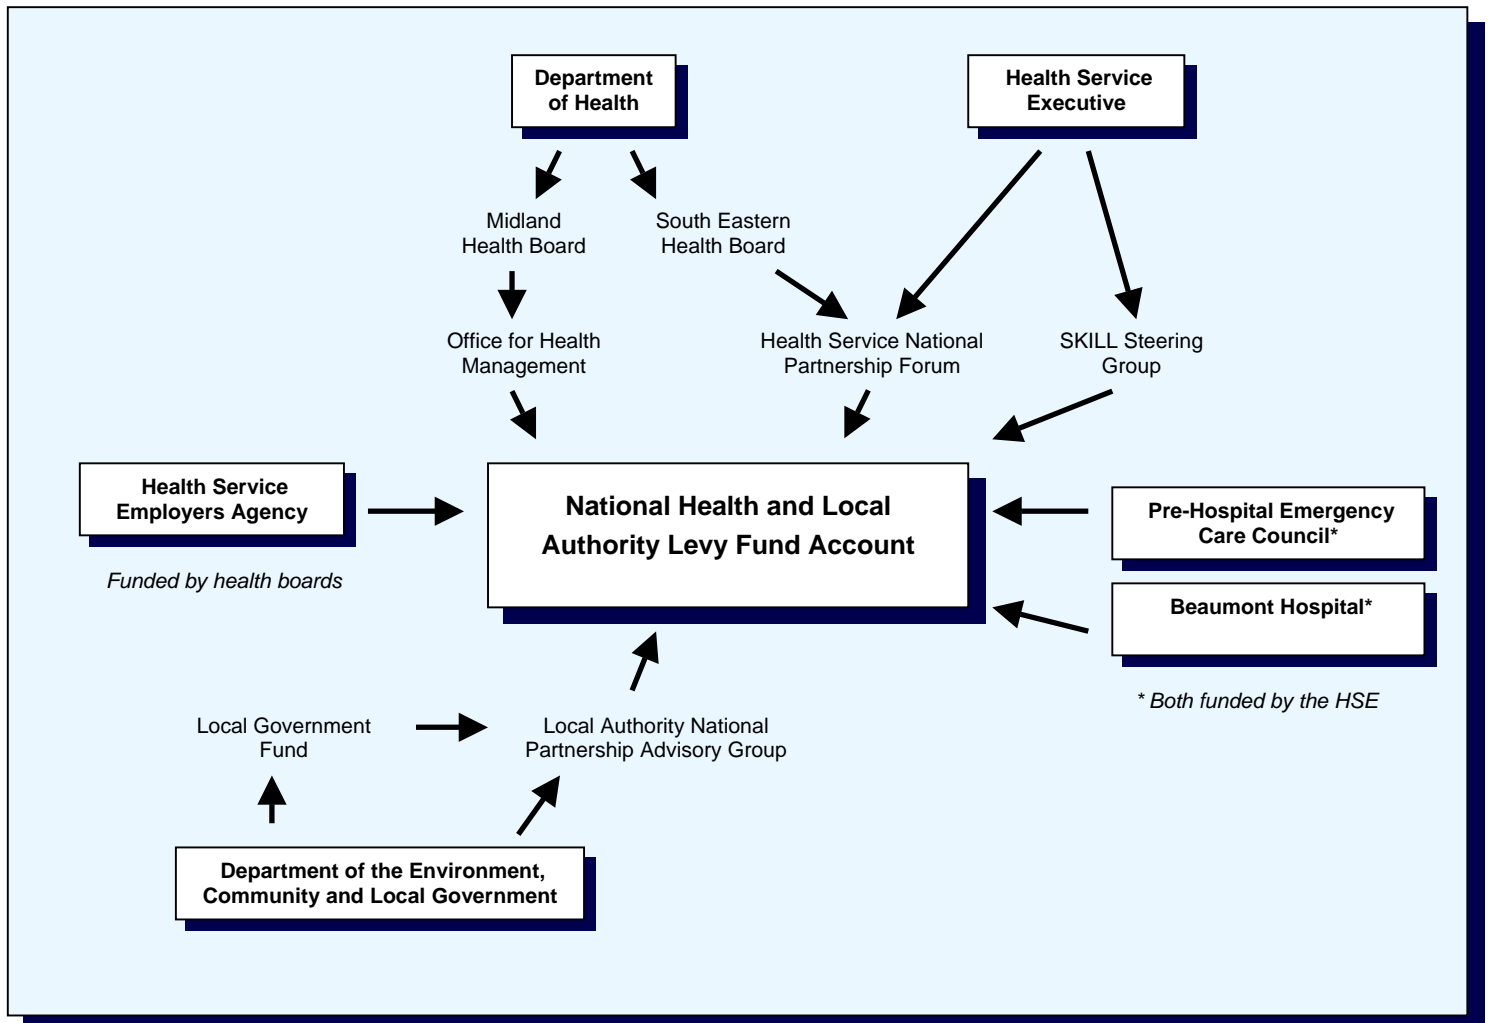 Department
of Health
Health Service
Executive
Midland
Health Board
South Eastern
Health Board
Office for Health
Management
Health Service National
Partnership Forum
SKILL Steering
Group
Health Service
Employers Agency
Funded by health boards
National Health and Local
Authority Levy Fund Account
Pre-Hospital Emergency
Care Council*
Beaumont Hospital*
* Both funded by the HSE
Local Government
Fund
Local Authority National
Partnership Advisory Group
Department of the Environment,
Community and Local Government